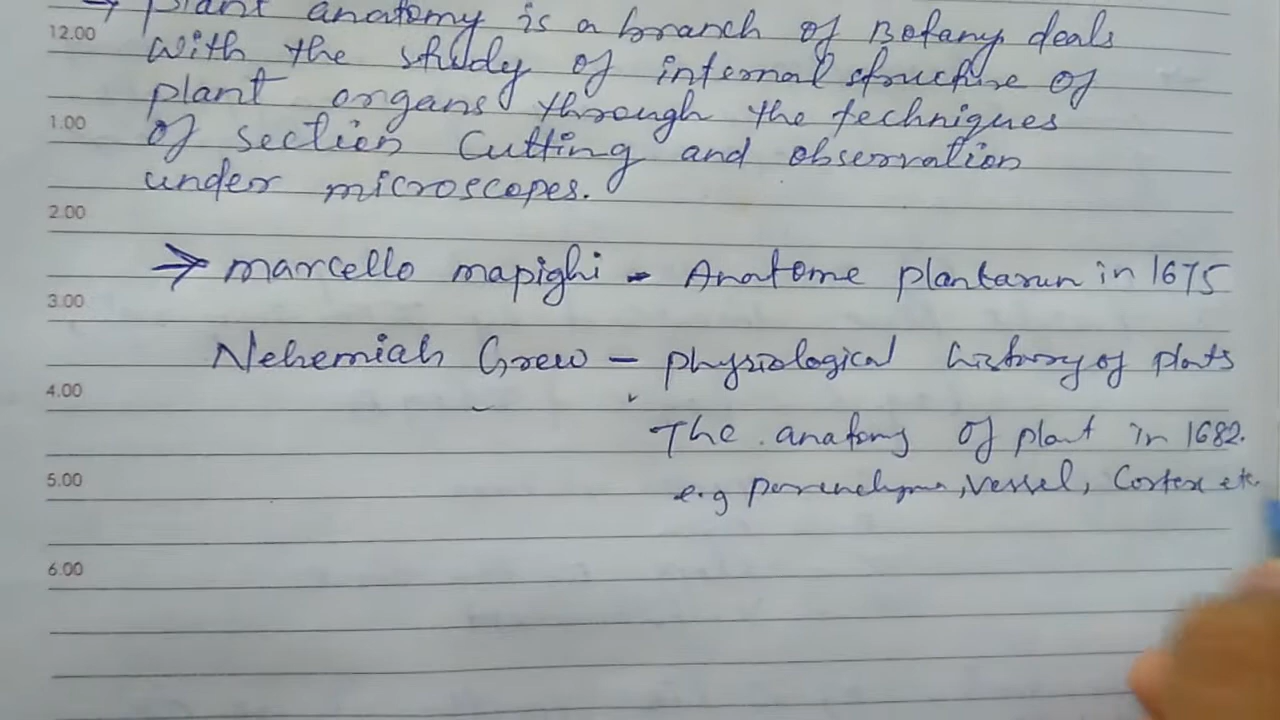 → Plant anatomy is a branch of Botany deals
12.00
with the study of internal structure of
plant organs through the techniques
1.00
of section Cutting and observation
under microscopes.
2.00
→ marcello mapighi - Anatome plantarun in 1675
3.00
Nehemiah Grew - physiological history of plants
4.00
The anatomy of plant in 1682.
5.00
e.g parenchyma, vessel, Cortex etc.
6.00